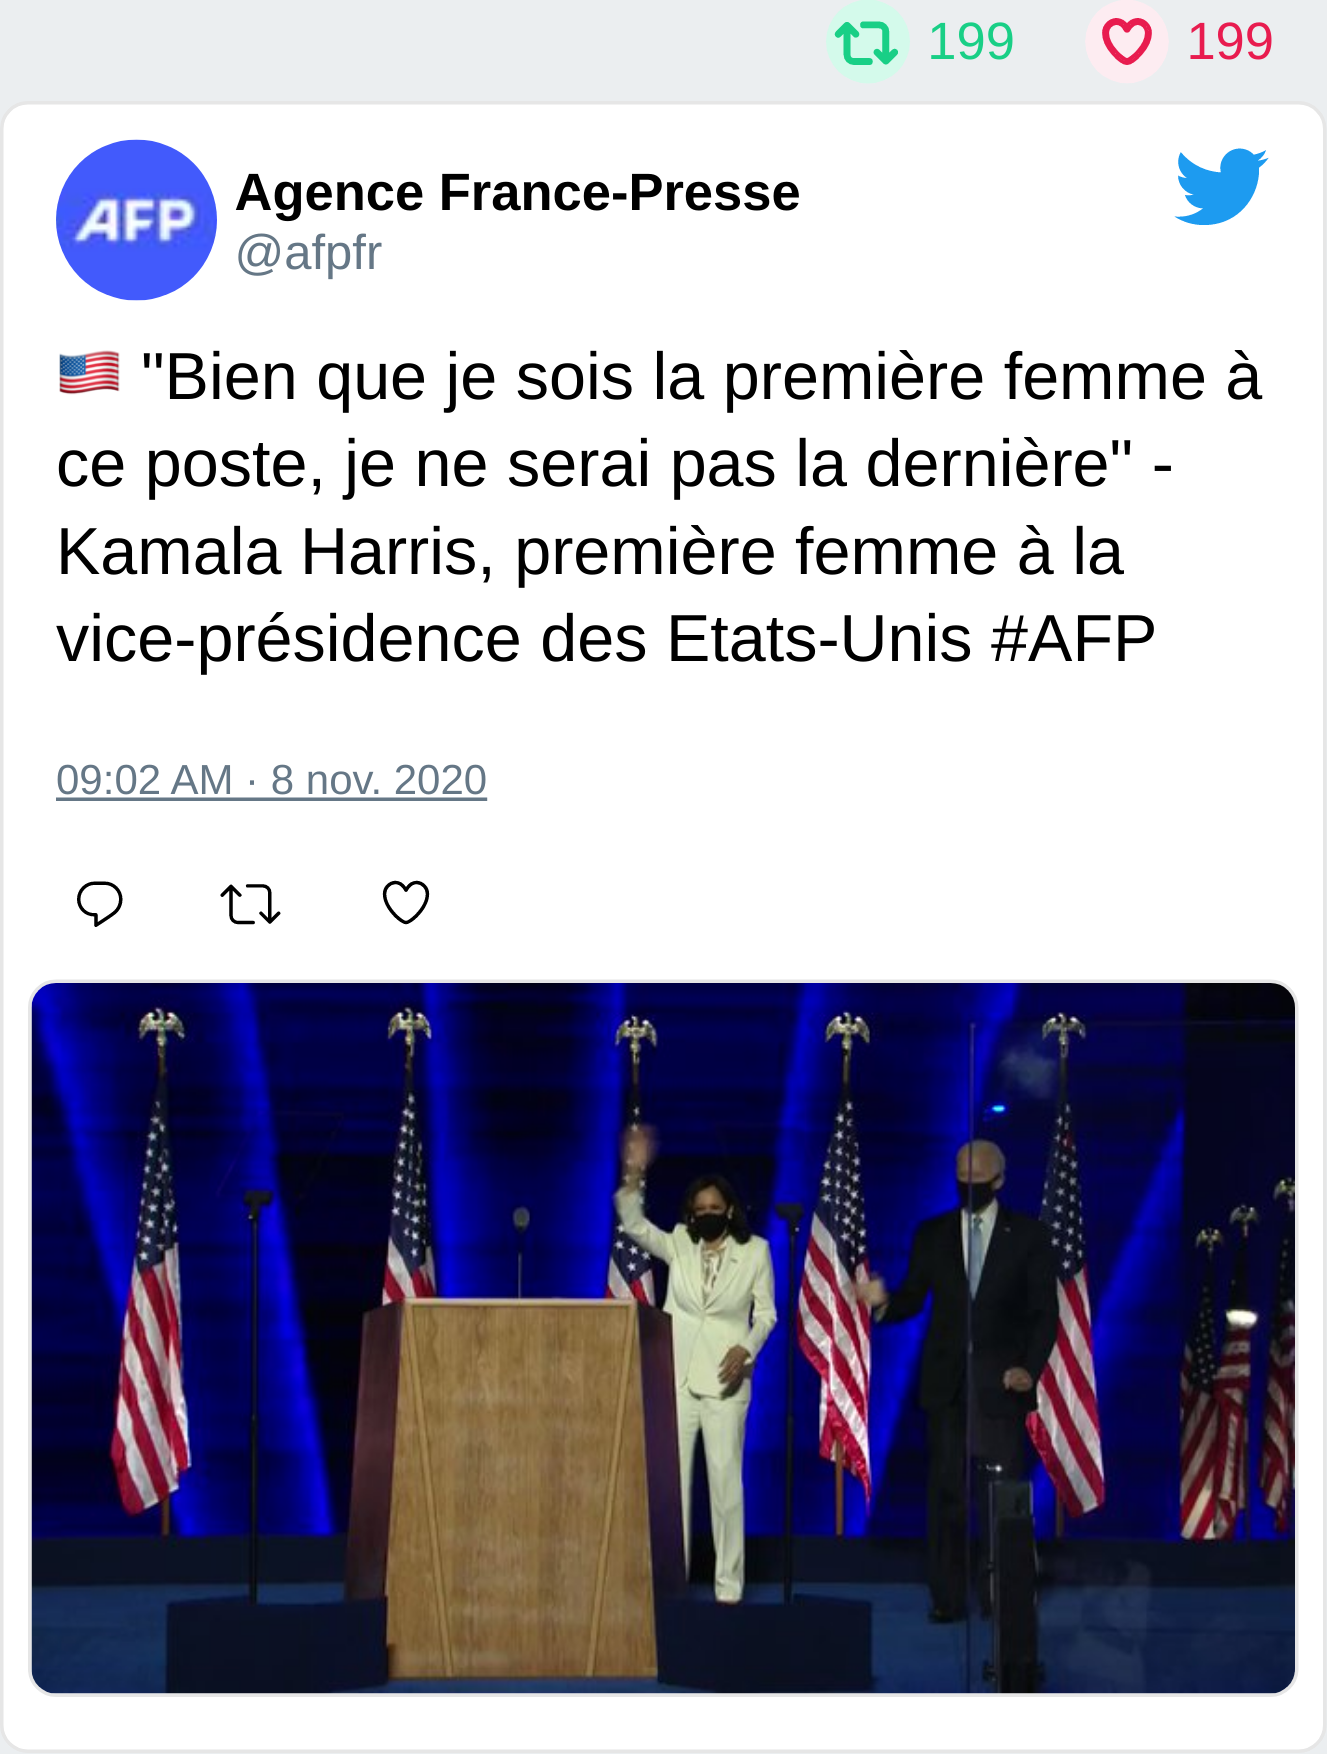 199 199
AFP
Agence France-Presse
@afpfr
🇺🇸 "Bien que je sois la première femme à
ce poste, je ne serai pas la dernière" -
Kamala Harris, première femme à la
vice-présidence des Etats-Unis #AFP
09:02 AM · 8 nov. 2020